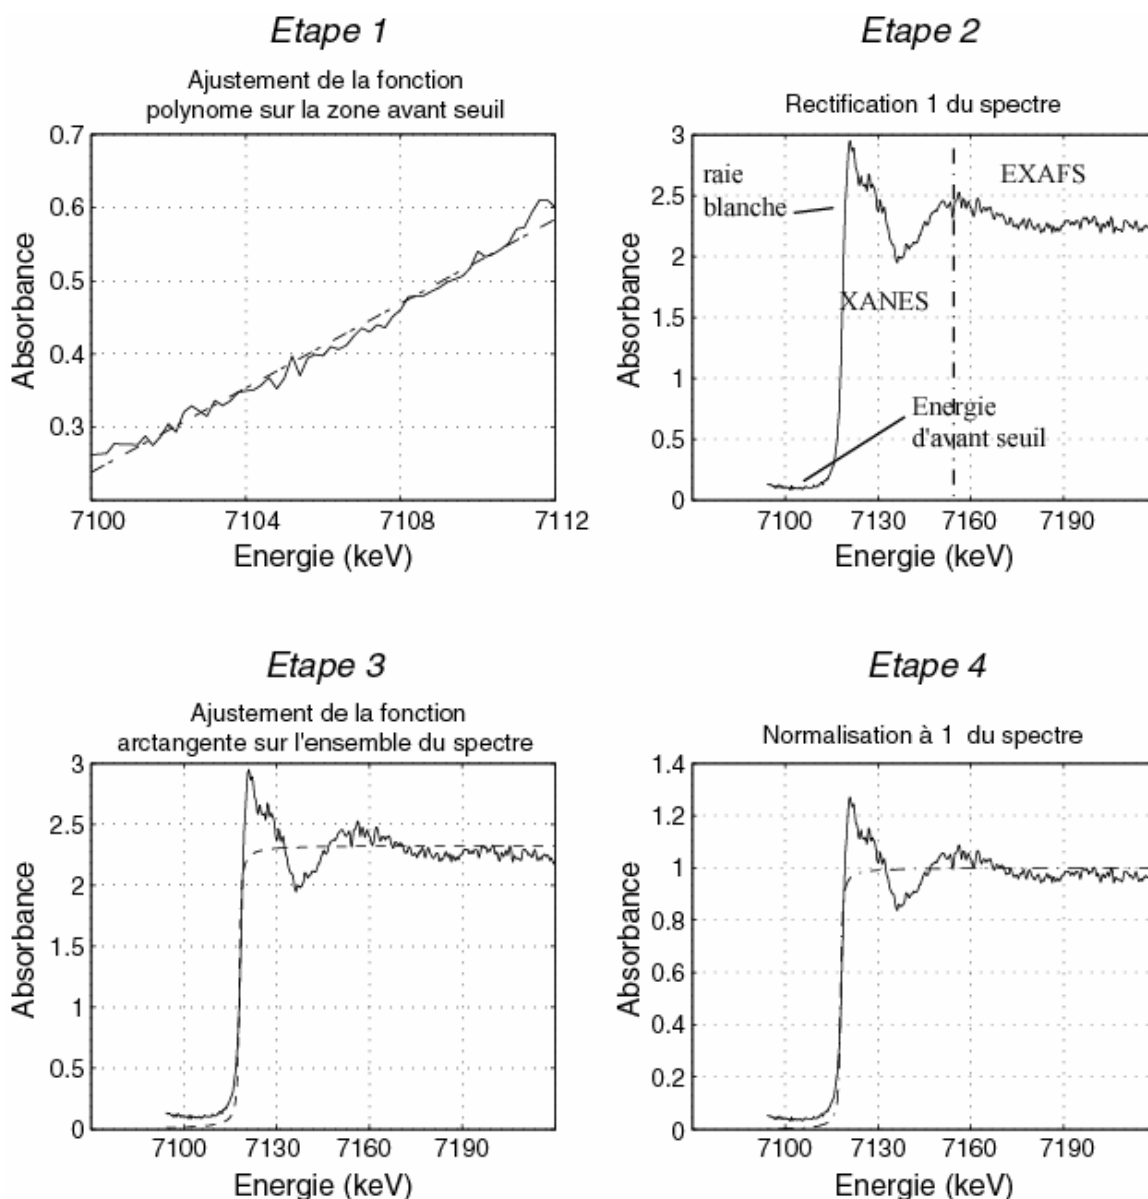 Etape 1
Ajustement de la fonction
polynome sur la zone avant seuil
0.7
0.6
0.5
0.4
0.3
Absorbance
7100
7104
7108
7112
Energie (keV)
Etape 2
Rectification 1 du spectre
3
2.5
2
1.5
1
0.5
0
Absorbance
raie
blanche
EXAFS
XANES
Energie
d'avant seuil
7100
7130
7160
7190
Energie (keV)
Etape 3
Ajustement de la fonction
arctangente sur l'ensemble du spectre
3
2.5
2
1.5
1
0.5
0
Absorbance
7100
7130
7160
7190
Energie (keV)
Etape 4
Normalisation à 1 du spectre
1.4
1.2
1
0.8
0.6
0.4
0.2
0
Absorbance
7100
7130
7160
7190
Energie (keV)